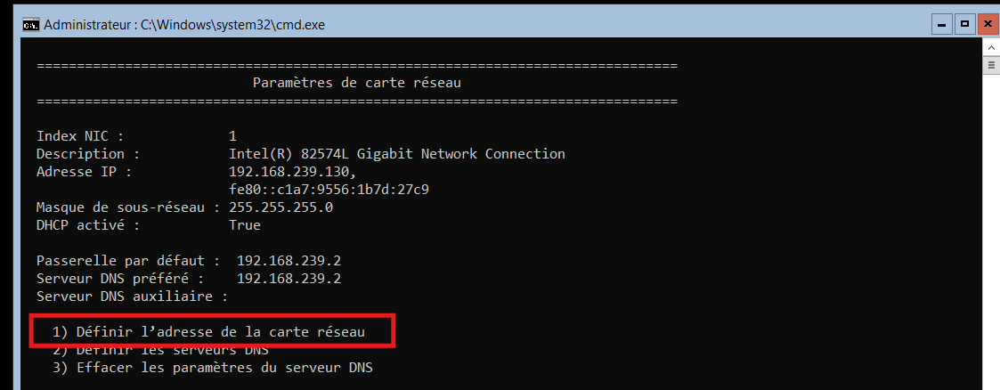 Administrateur : C:\Windows\system32\cmd.exe
================================================================================
Paramètres de carte réseau
================================================================================
Index NIC : 1
Description : Intel(R) 82574L Gigabit Network Connection
Adresse IP : 192.168.239.130,
fe80::c1a7:9556:1b7d:27c9
Masque de sous-réseau : 255.255.255.0
DHCP activé : True
Passerelle par défaut : 192.168.239.2
Serveur DNS préféré : 192.168.239.2
Serveur DNS auxiliaire :
1) Définir l’adresse de la carte réseau
2) Définir les serveurs DNS
3) Effacer les paramètres du serveur DNS